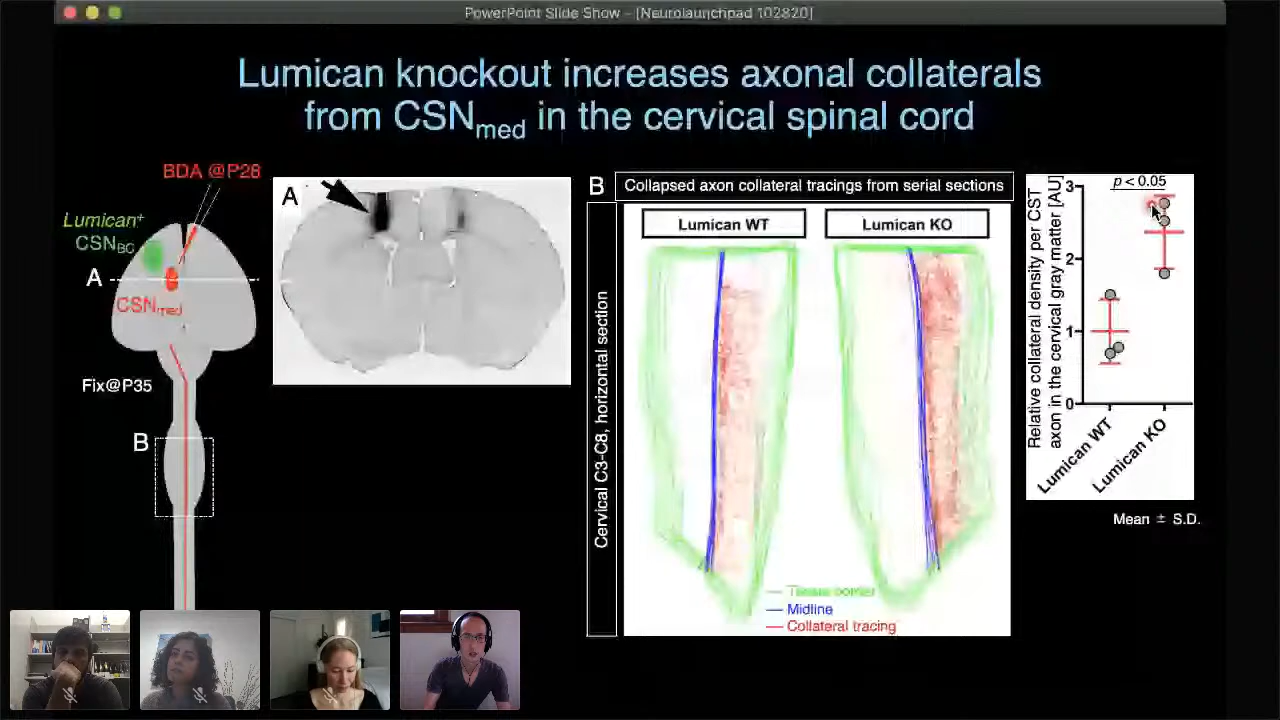 PowerPoint Slide Show - [Neurolaunchpad 102820]
Lumican knockout increases axonal collaterals
from CSNmed in the cervical spinal cord
BDA @P28
Lumican+
CSNBC
A
CSNmed
Fix@P35
B
A
B
Collapsed axon collateral tracings from serial sections
Lumican WT
Lumican KO
Cervical C3-C8, horizontal section
Tissue border
Midline
Collateral tracing
Relative collateral density per CST
axon in the cervical gray matter [AU]
p < 0.05
3
2
1
0
Lumican WT
Lumican KO
Mean ± S.D.